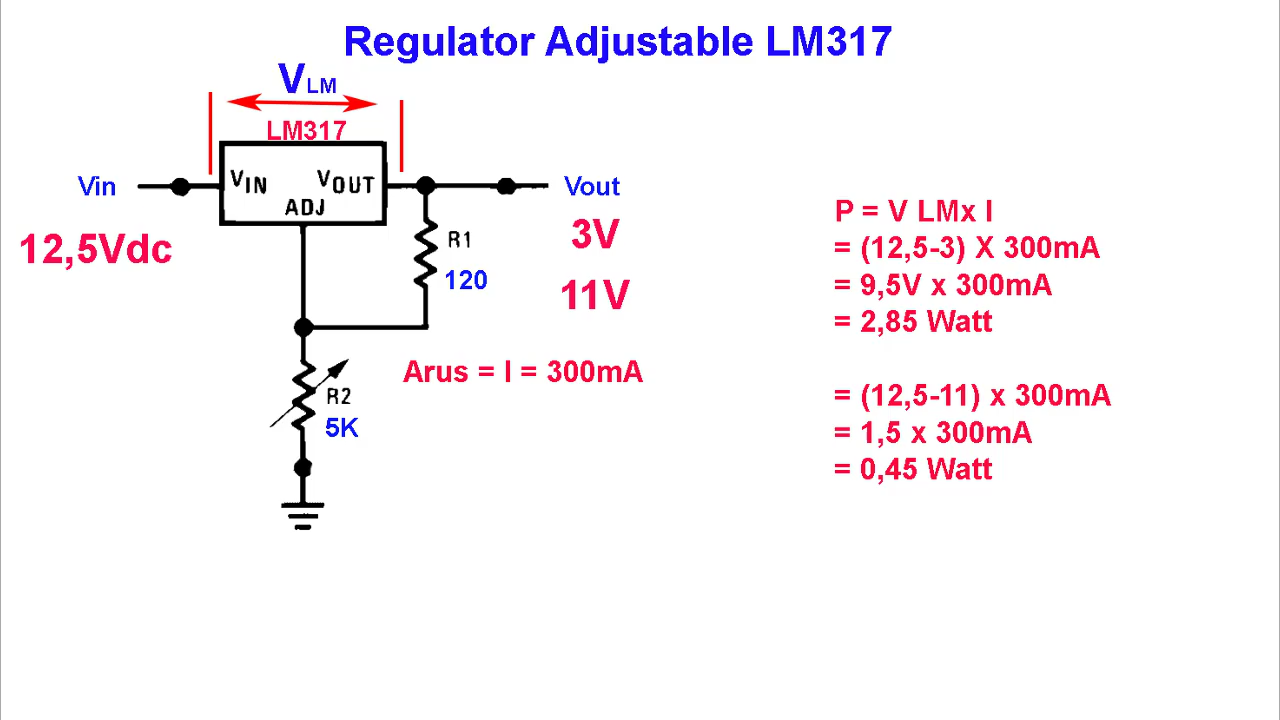 Regulator Adjustable LM317
VLM
LM317
Vin
VIN
VOUT
ADJ
Vout
12,5Vdc
3V
11V
R1
120
Arus = I = 300mA
R2
5K
P = V LMx I
= (12,5-3) X 300mA
= 9,5V x 300mA
= 2,85 Watt
= (12,5-11) x 300mA
= 1,5 x 300mA
= 0,45 Watt